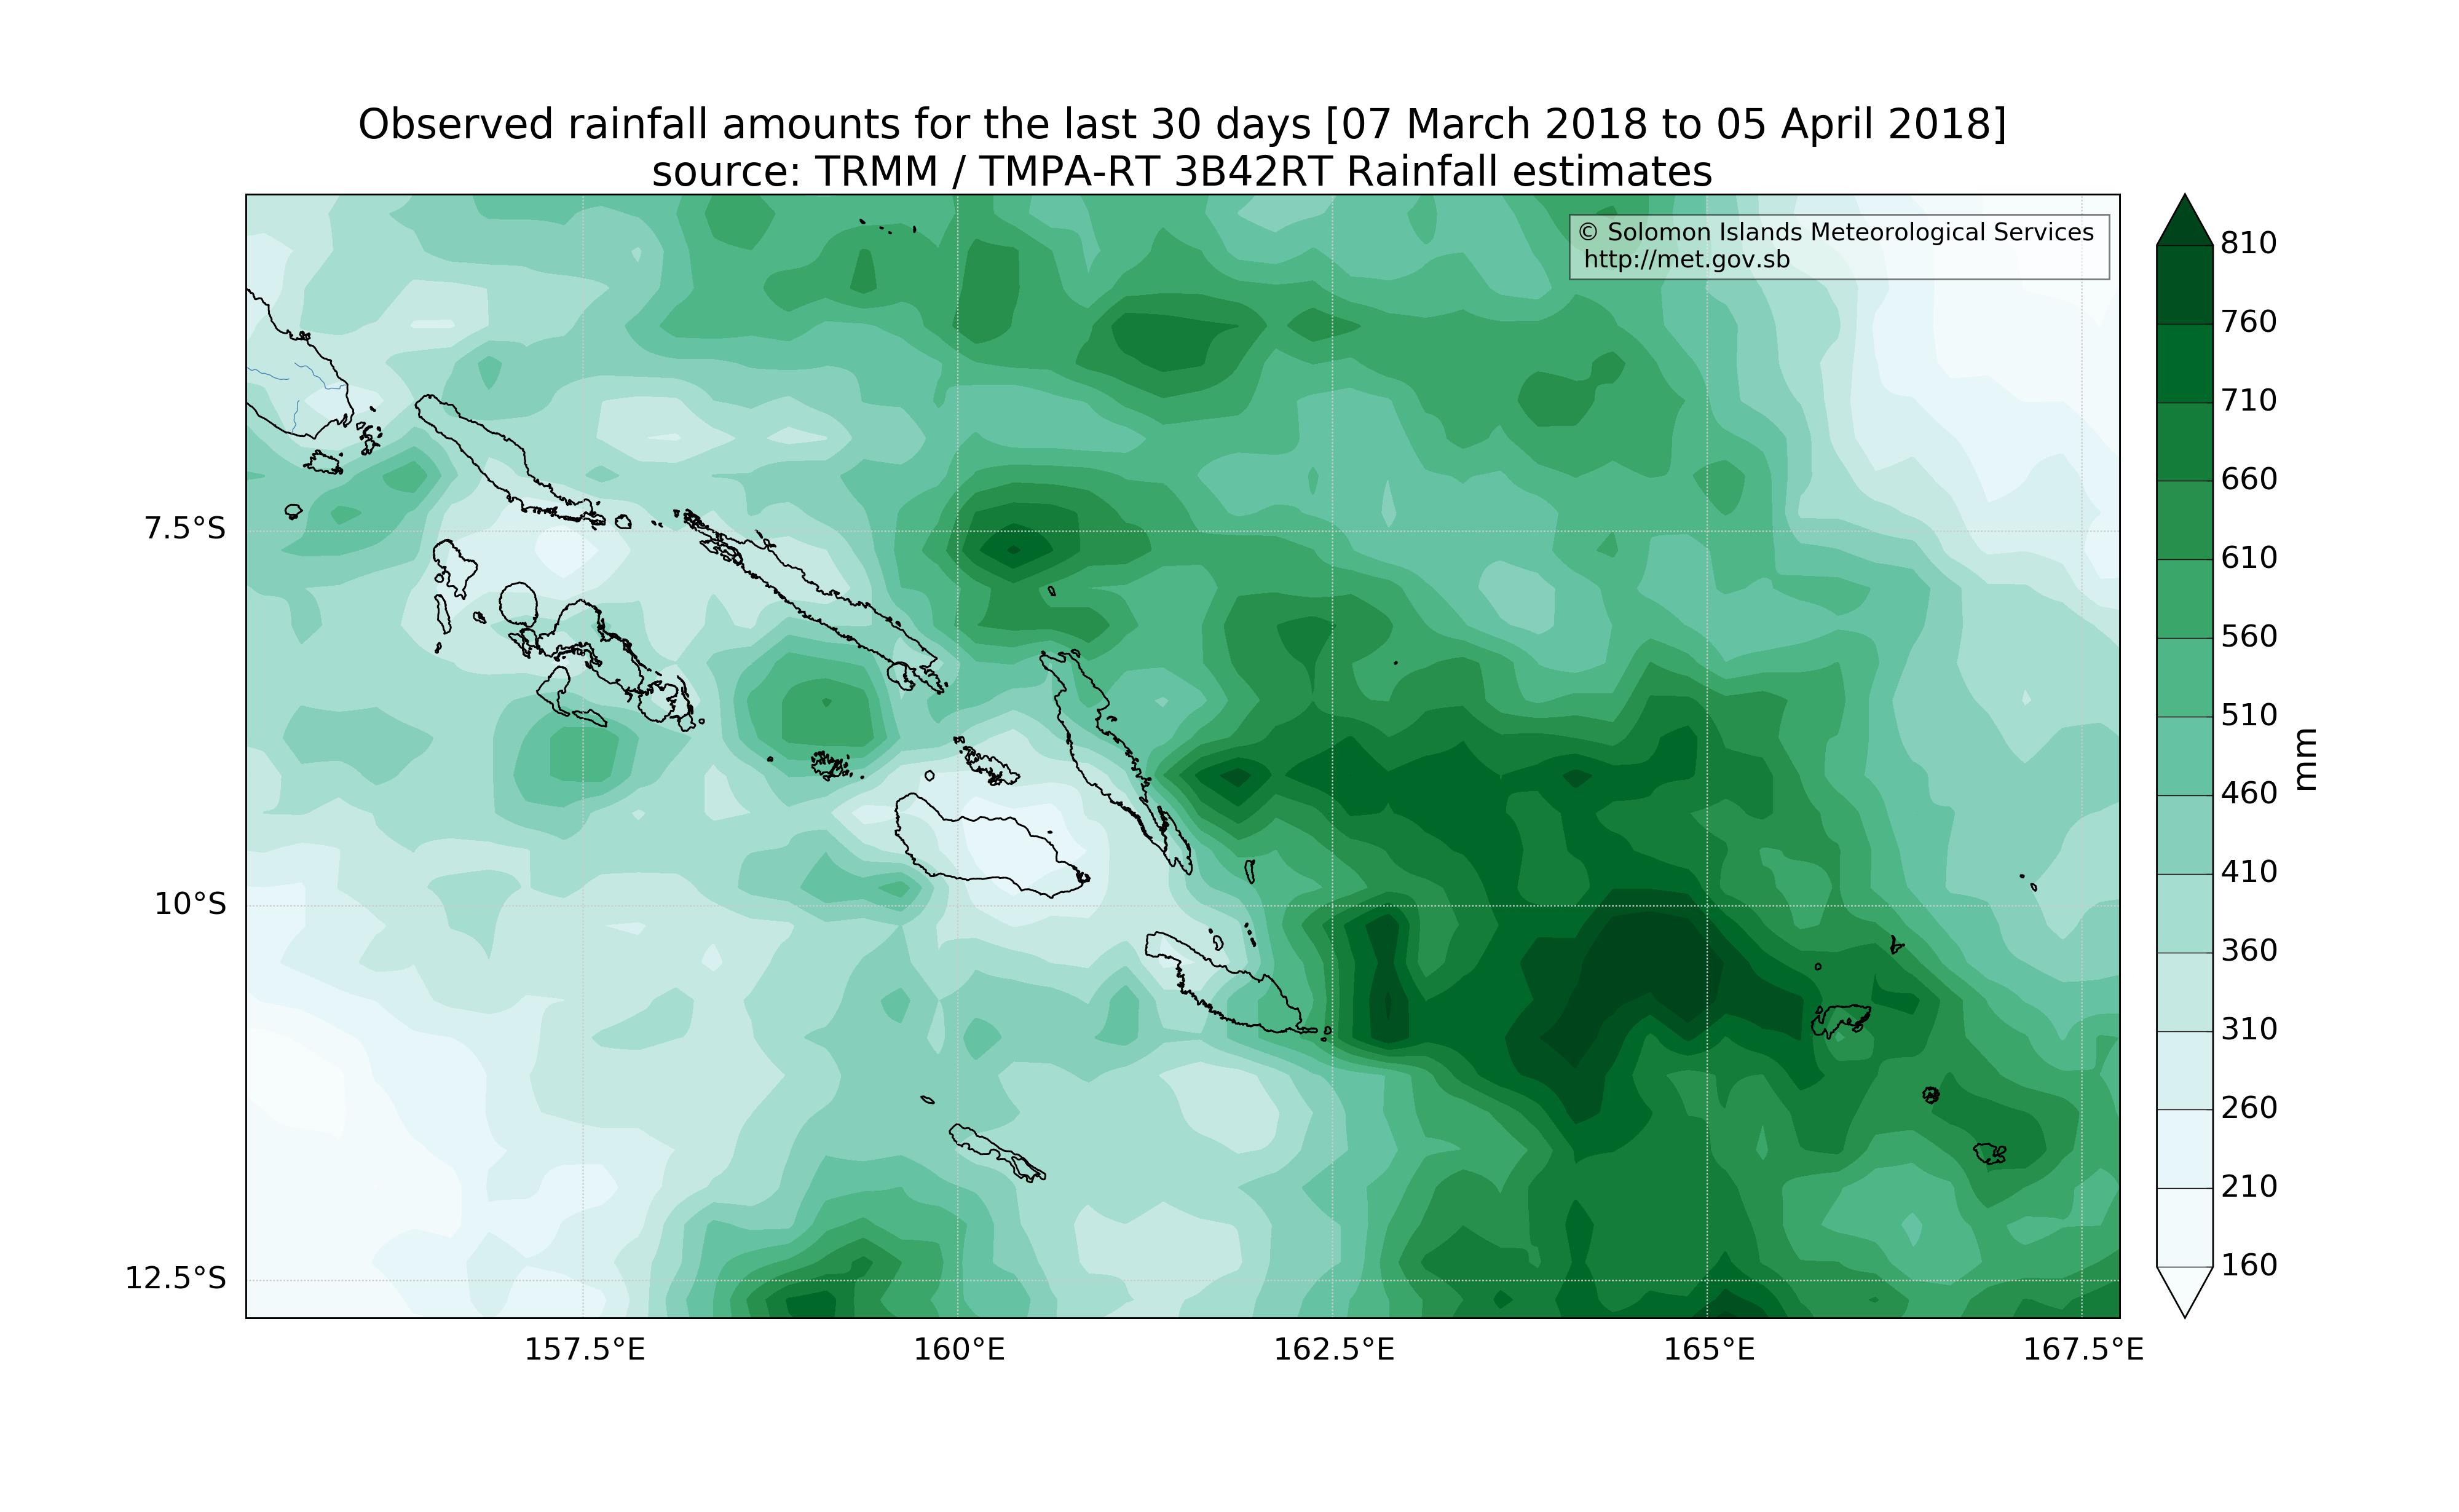 Observed rainfall amounts for the last 30 days [07 March 2018 to 05 April 2018]
source: TRMM / TMPA-RT 3B42RT Rainfall estimates
© Solomon Islands Meteorological Services
http://met.gov.sb
7.5°S
10°S
12.5°S
157.5°E
160°E
162.5°E
165°E
167.5°E
810
760
710
660
610
560
510
460
410
360
310
260
210
160
mm